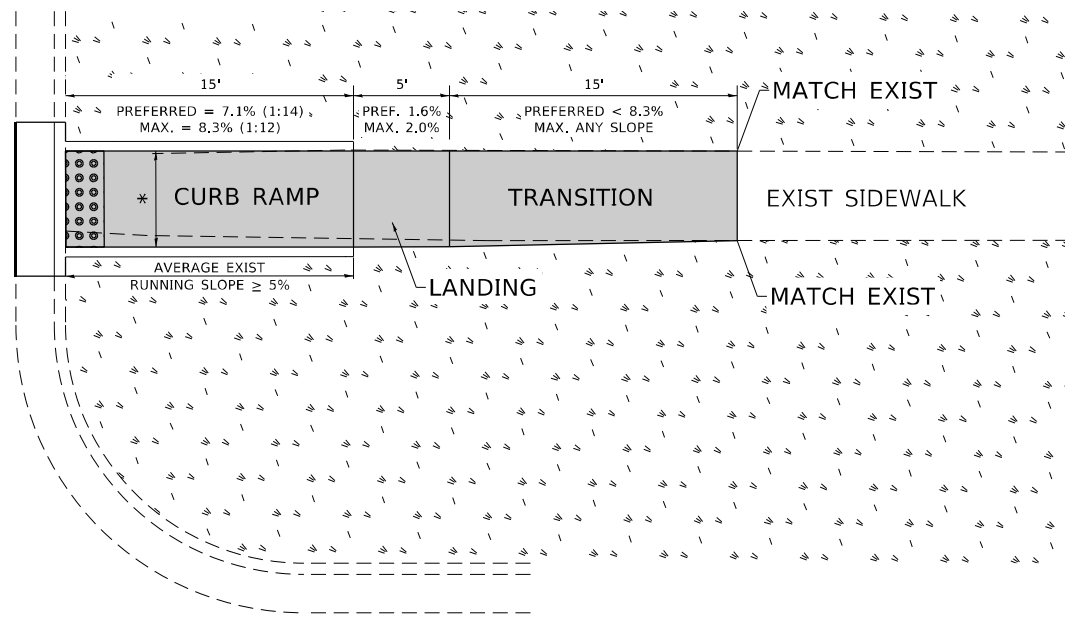 15'
5'
15'
PREFERRED = 7.1% (1:14)
MAX. = 8.3% (1:12)
PREF. 1.6%
MAX. 2.0%
PREFERRED < 8.3%
MAX. ANY SLOPE
MATCH EXIST
*
CURB RAMP
TRANSITION
EXIST SIDEWALK
AVERAGE EXIST
RUNNING SLOPE ≥ 5%
LANDING
MATCH EXIST